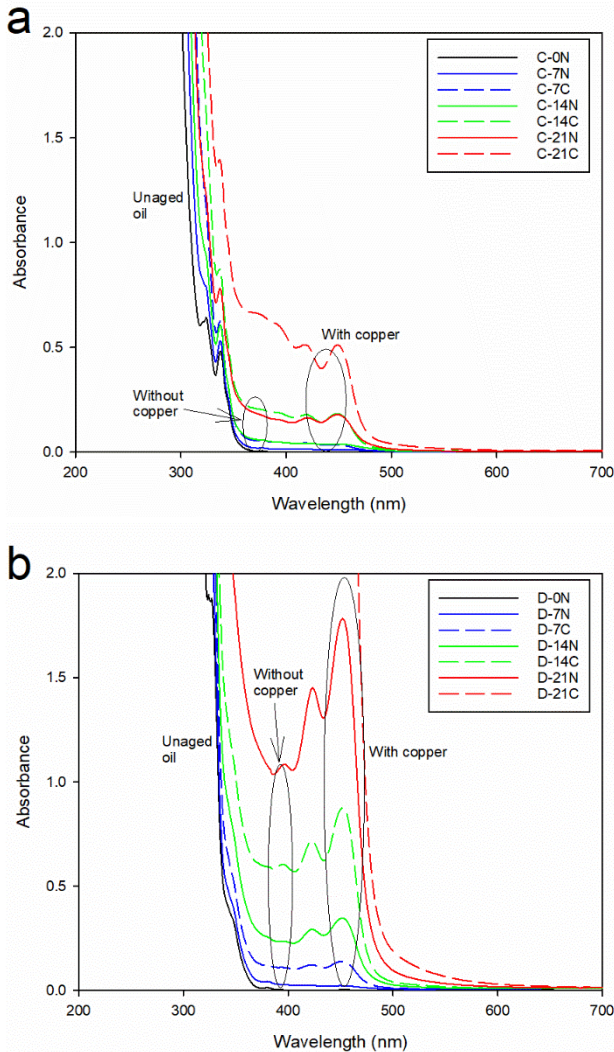 a
2.0
1.5
1.0
0.5
0.0
Absorbance
200
300
400
500
600
700
Wavelength (nm)
C-0N
C-7N
C-7C
C-14N
C-14C
C-21N
C-21C
Unaged
oil
Without
copper
With copper
b
2.0
1.5
1.0
0.5
0.0
Absorbance
200
300
400
500
600
700
Wavelength (nm)
D-0N
D-7N
D-7C
D-14N
D-14C
D-21N
D-21C
Without
copper
Unaged
oil
With copper